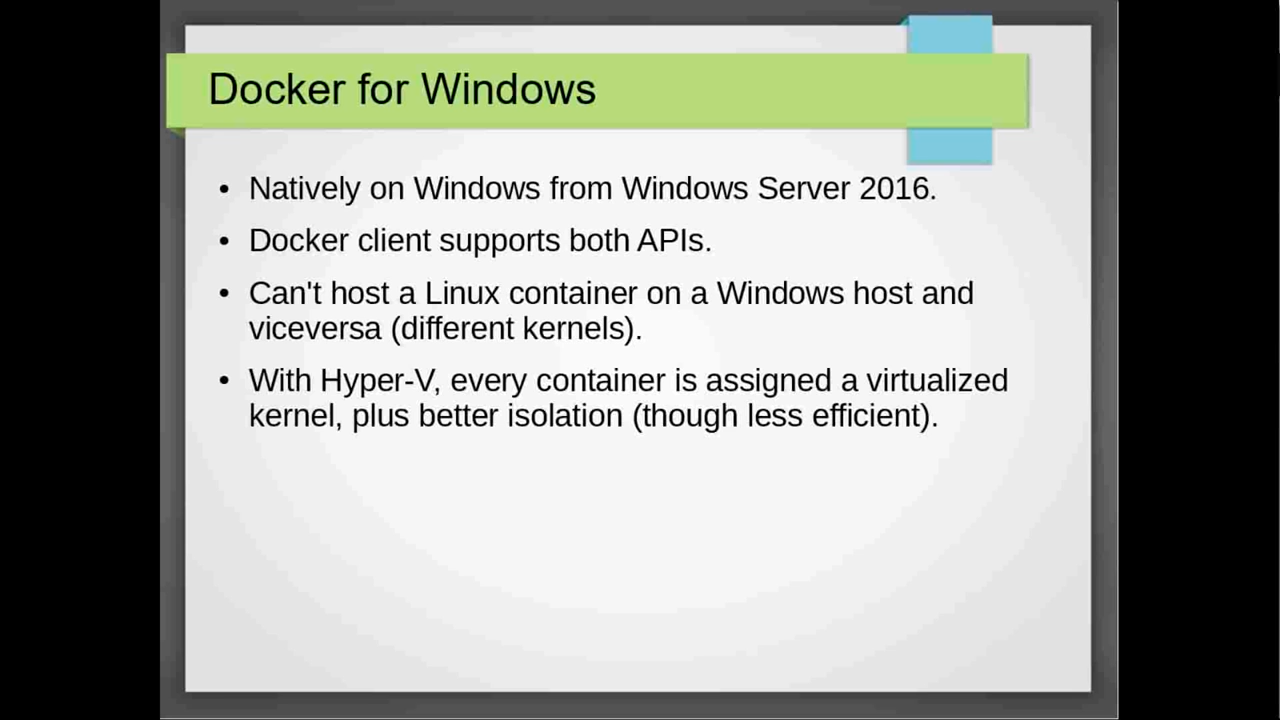 Docker for Windows
• Natively on Windows from Windows Server 2016.
• Docker client supports both APIs.
• Can't host a Linux container on a Windows host and
viceversa (different kernels).
• With Hyper-V, every container is assigned a virtualized
kernel, plus better isolation (though less efficient).